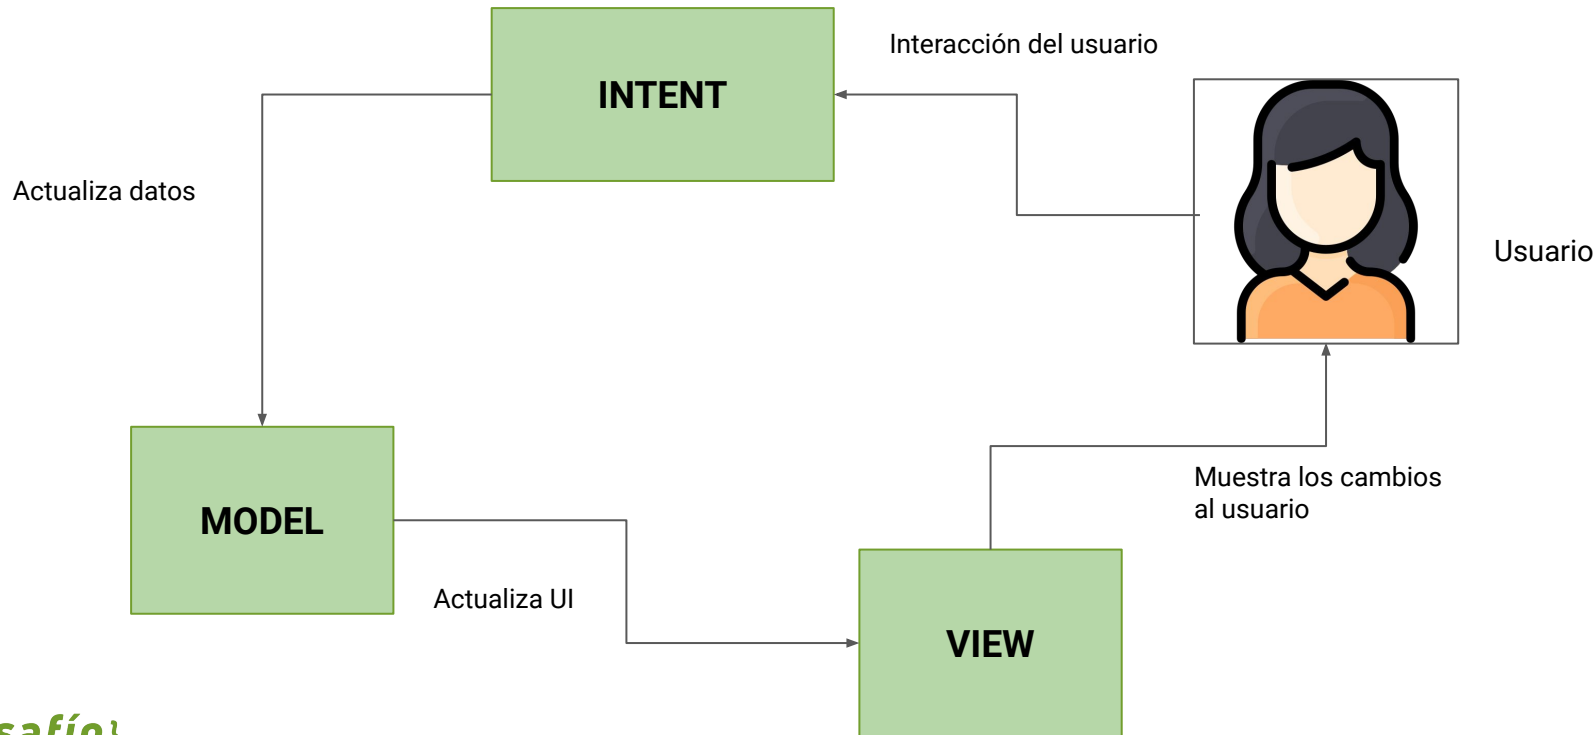 Interacción del usuario
INTENT
Actualiza datos
Usuario
MODEL
Muestra los cambios
al usuario
Actualiza UI
VIEW